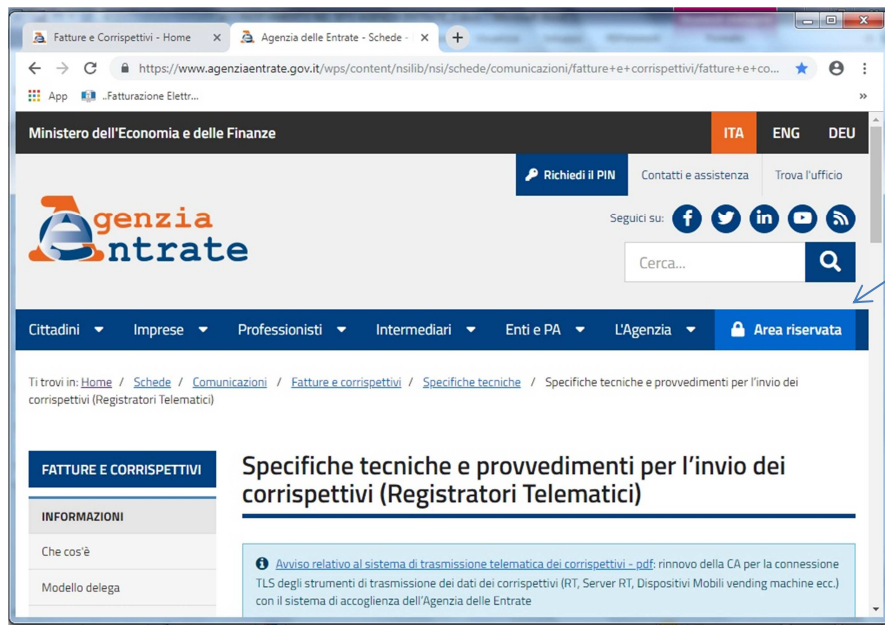 Fatture e Corrispettivi - Home
Agenzia delle Entrate - Schede -
https://www.agenziaentrate.gov.it/wps/content/nsilib/nsi/schede/comunicazioni/fatture+e+corrispettivi/fatture+e+co...
App ..Fatturazione Elettr...
Ministero dell'Economia e delle Finanze
ITA ENG DEU
Richiedi il PIN Contatti e assistenza Trova l'ufficio
Agenzia
Entrate
Seguici su:
Cerca...
Cittadini Imprese Professionisti Intermediari Enti e PA L'Agenzia Area riservata
Ti trovi in: Home / Schede / Comunicazioni / Fatture e corrispettivi / Specifiche tecniche / Specifiche tecniche e provvedimenti per l'invio dei
corrispettivi (Registratori Telematici)
FATTURE E CORRISPETTIVI
INFORMAZIONI
Che cos'è
Modello delega
Specifiche tecniche e provvedimenti per l'invio dei
corrispettivi (Registratori Telematici)
Avviso relativo al sistema di trasmissione telematica dei corrispettivi - pdf: rinnovo della CA per la connessione
TLS degli strumenti di trasmissione dei dati dei corrispettivi (RT, Server RT, Dispositivi Mobili vending machine ecc.)
con il sistema di accoglienza dell'Agenzia delle Entrate